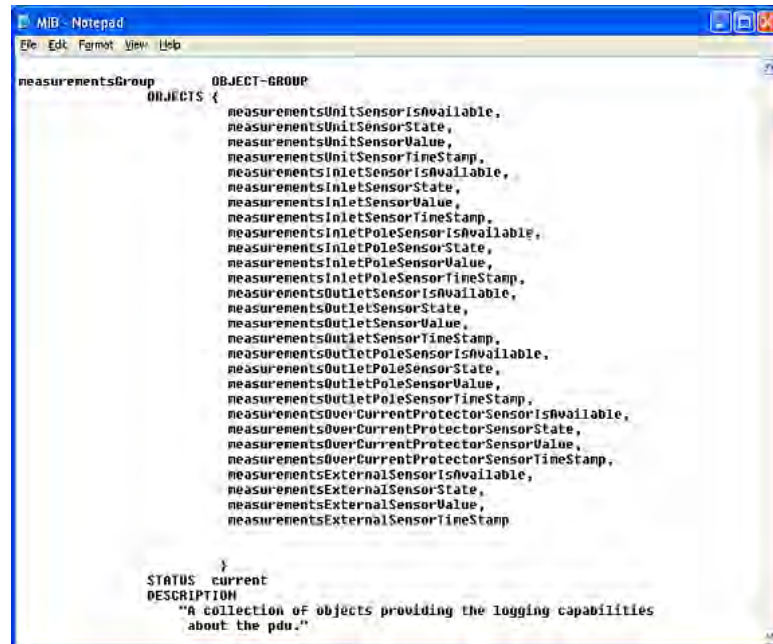 MIB - Notepad
File Edit Format View Help
measurementsGroup OBJECT-GROUP
OBJECTS {
measurementsUnitSensorIsAvailable,
measurementsUnitSensorState,
measurementsUnitSensorValue,
measurementsUnitSensorTimeStamp,
measurementsInletSensorIsAvailable,
measurementsInletSensorState,
measurementsInletSensorValue,
measurementsInletSensorTimeStamp,
measurementsInletPoleSensorIsAvailable,
measurementsInletPoleSensorState,
measurementsInletPoleSensorValue,
measurementsInletPoleSensorTimeStamp,
measurementsOutletSensorIsAvailable,
measurementsOutletSensorState,
measurementsOutletSensorValue,
measurementsOutletSensorTimeStamp,
measurementsOutletPoleSensorIsAvailable,
measurementsOutletPoleSensorState,
measurementsOutletPoleSensorValue,
measurementsOutletPoleSensorTimeStamp,
measurementsOverCurrentProtectorSensorIsAvailable,
measurementsOverCurrentProtectorSensorState,
measurementsOverCurrentProtectorSensorValue,
measurementsOverCurrentProtectorSensorTimeStamp,
measurementsExternalSensorIsAvailable,
measurementsExternalSensorState,
measurementsExternalSensorValue,
measurementsExternalSensorTimeStamp
}
STATUS current
DESCRIPTION
"A collection of objects providing the logging capabilities
about the pdu."